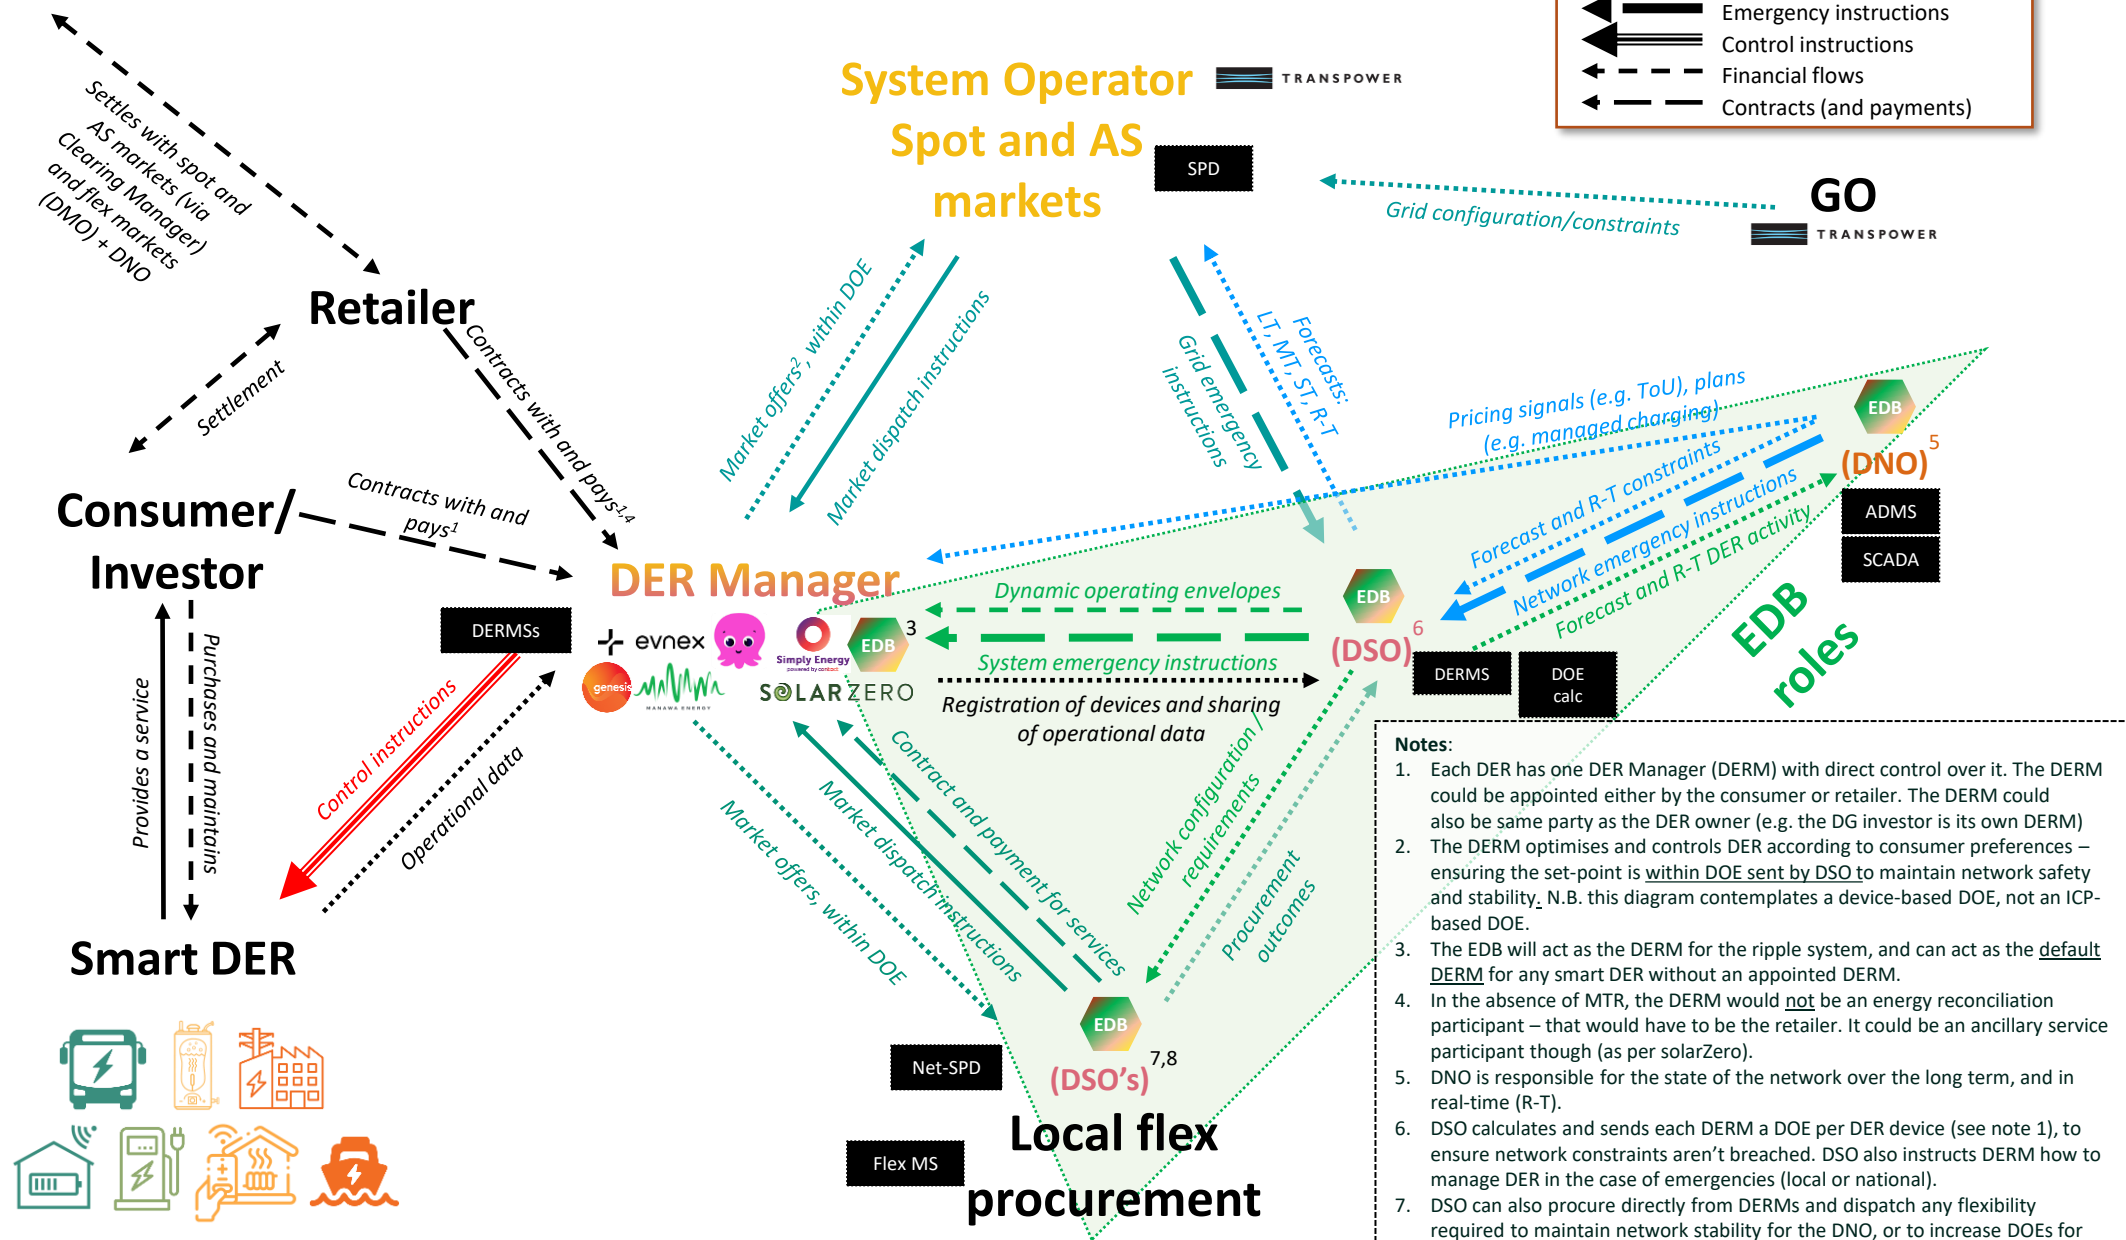 Emergency instructions
Control instructions
Financial flows
Contracts (and payments)
System Operator
TRANSPOWER
Spot and AS
markets
SPD
GO
TRANSPOWER
Grid configuration/constraints
Settles with spot and
AS markets (via
Clearing Manager)
and flex markets
(DMO) + DNO
Retailer
Settlement
Contracts with and pays1,4
Consumer/
Investor
Contracts with and
pays1
Market offers2, within DOE
Market dispatch instructions
Grid emergency
instructions
Forecasts:
LT, MT, ST, R-T
Pricing signals (e.g. ToU), plans
(e.g. managed charging)
EDB
(DNO)5
ADMS
SCADA
Forecast and R-T constraints
Network emergency instructions
Forecast and R-T DER activity
EDB
roles
DER Manager
DERMSs
evnex
Simply Energy
powered by contact
EDB
3
genesis
MANAWA
MANAWA ENERGY
SOLARZERO
Dynamic operating envelopes
System emergency instructions
Registration of devices and sharing
of operational data
EDB
(DSO)6
DERMS
DOE
calc
Provides a service
Purchases and maintains
Control instructions
Operational data
Smart DER
Market offers, within DOE
Market dispatch instructions
Contract and payment for services
Network configuration /
requirements
Procurement
outcomes
EDB
7,8
(DSO's)
Net-SPD
Flex MS
Local flex
procurement
Notes:
1. Each DER has one DER Manager (DERM) with direct control over it. The DERM
could be appointed either by the consumer or retailer. The DERM could
also be same party as the DER owner (e.g. the DG investor is its own DERM)
2. The DERM optimises and controls DER according to consumer preferences –
ensuring the set-point is within DOE sent by DSO to maintain network safety
and stability. N.B. this diagram contemplates a device-based DOE, not an ICP-
based DOE.
3. The EDB will act as the DERM for the ripple system, and can act as the default
DERM for any smart DER without an appointed DERM.
4. In the absence of MTR, the DERM would not be an energy reconciliation
participant – that would have to be the retailer. It could be an ancillary service
participant though (as per solarZero).
5. DNO is responsible for the state of the network over the long term, and in
real-time (R-T).
6. DSO calculates and sends each DERM a DOE per DER device (see note 1), to
ensure network constraints aren't breached. DSO also instructs DERM how to
manage DER in the case of emergencies (local or national).
7. DSO can also procure directly from DERMs and dispatch any flexibility
required to maintain network stability for the DNO, or to increase DOEs for